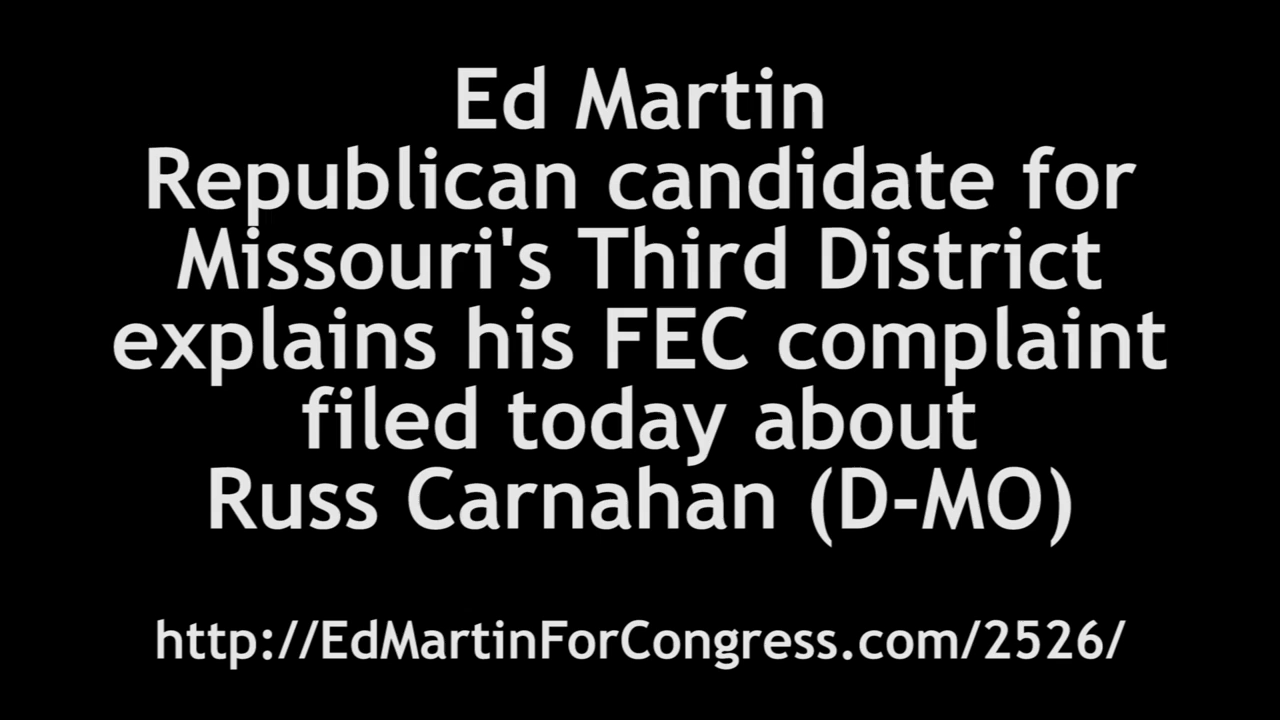 Ed Martin
Republican candidate for
Missouri's Third District
explains his FEC complaint
filed today about
Russ Carnahan (D-MO)
http://EdMartinForCongress.com/2526/